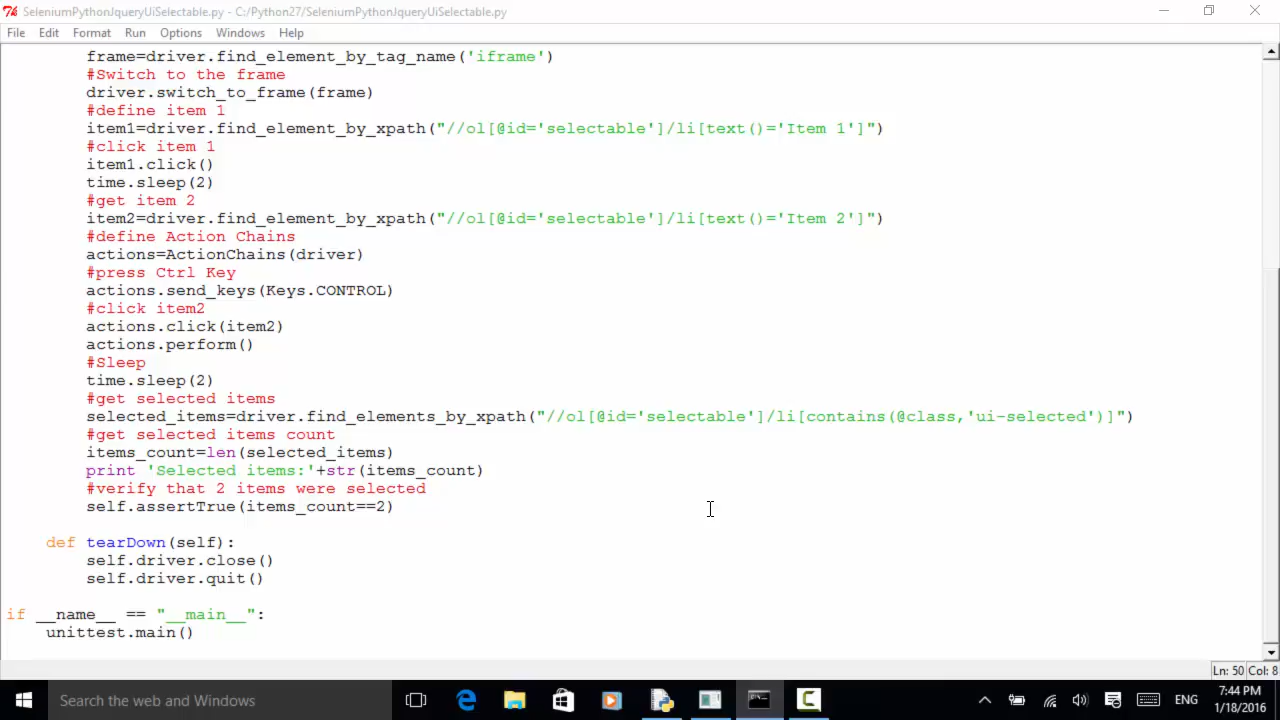 SeleniumPythonJqueryUiSelectable.py - C:/Python27/SeleniumPythonJqueryUiSelectable.py
File Edit Format Run Options Windows Help
frame=driver.find_element_by_tag_name('iframe')
#Switch to the frame
driver.switch_to_frame(frame)
#define item 1
item1=driver.find_element_by_xpath("//ol[@id='selectable']/li[text()='Item 1']")
#click item 1
item1.click()
time.sleep(2)
#get item 2
item2=driver.find_element_by_xpath("//ol[@id='selectable']/li[text()='Item 2']")
#define Action Chains
actions=ActionChains(driver)
#press Ctrl Key
actions.send_keys(Keys.CONTROL)
#click item2
actions.click(item2)
actions.perform()
#Sleep
time.sleep(2)
#get selected items
selected_items=driver.find_elements_by_xpath("//ol[@id='selectable']/li[contains(@class,'ui-selected')]")
#get selected items count
items_count=len(selected_items)
print 'Selected items:'+str(items_count)
#verify that 2 items were selected
self.assertTrue(items_count==2)
def tearDown(self):
self.driver.close()
self.driver.quit()
if __name__ == "__main__":
unittest.main()
Ln: 50 Col: 8
Search the web and Windows
ENG
7:44 PM
1/18/2016